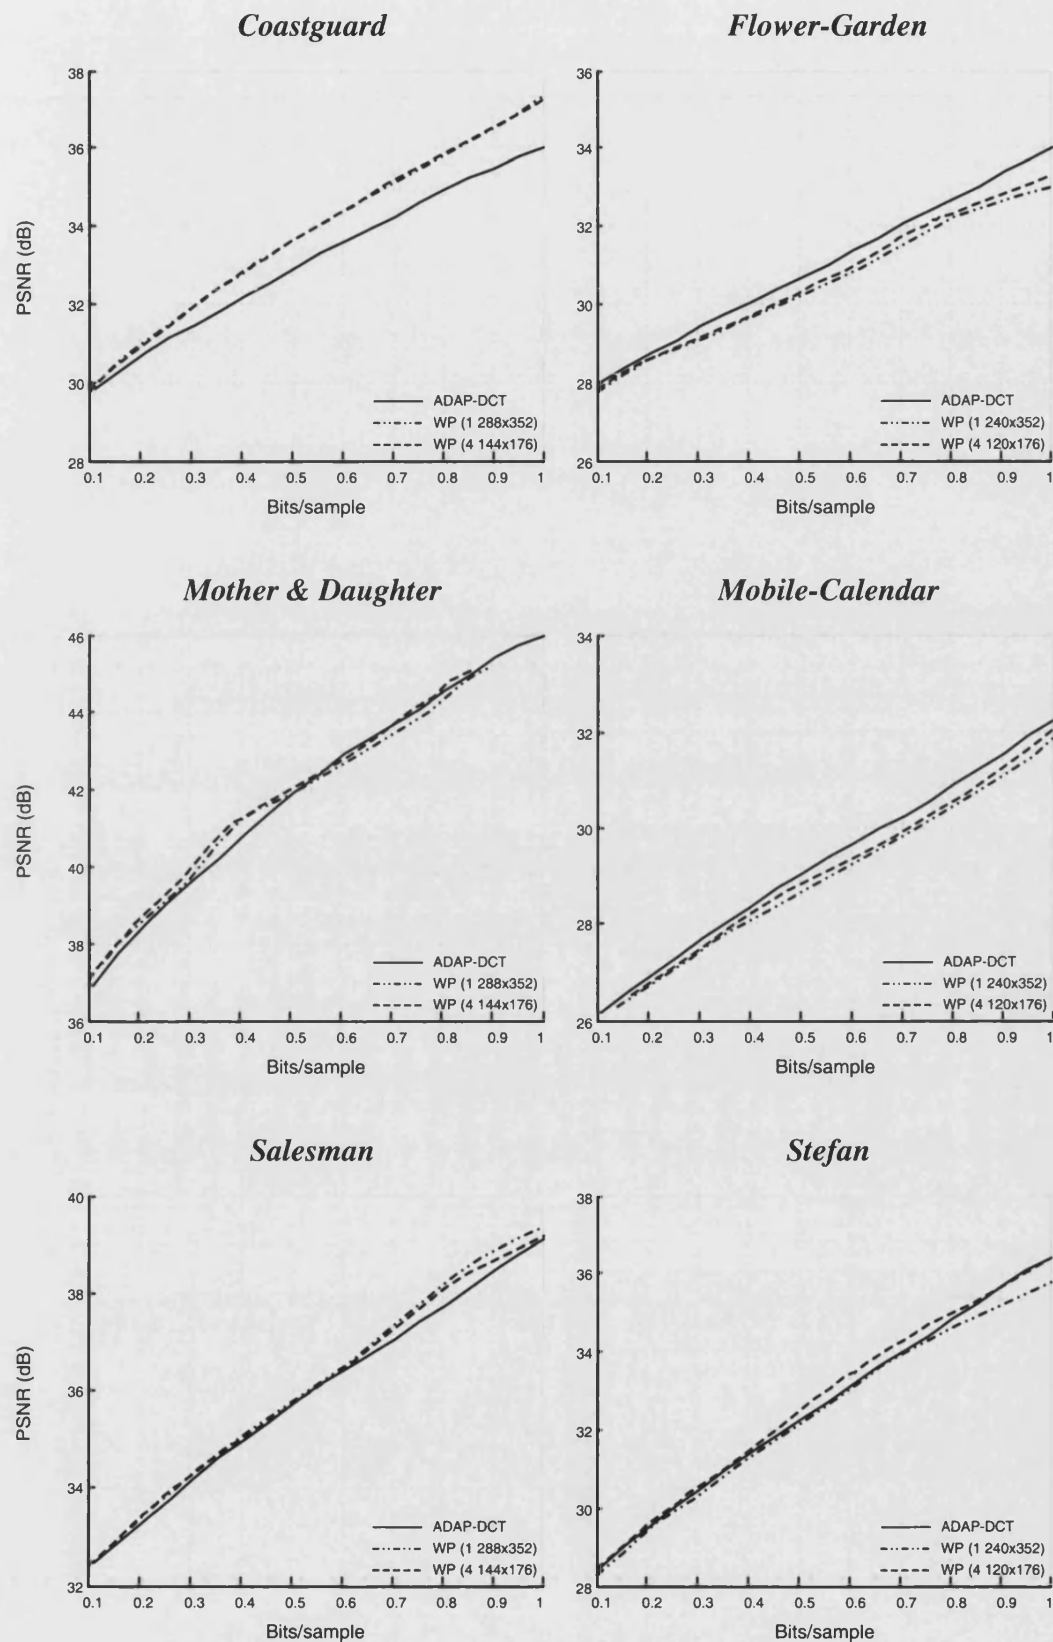 Coastguard
38
36
34
32
30
28
PSNR (dB)
ADAP-DCT
WP (1 288x352)
WP (4 144x176)
0.1 0.2 0.3 0.4 0.5 0.6 0.7 0.8 0.9 1
Bits/sample
Flower-Garden
36
34
32
30
28
26
ADAP-DCT
WP (1 240x352)
WP (4 120x176)
0.1 0.2 0.3 0.4 0.5 0.6 0.7 0.8 0.9 1
Bits/sample
Mother & Daughter
46
44
42
40
38
36
PSNR (dB)
ADAP-DCT
WP (1 288x352)
WP (4 144x176)
0.1 0.2 0.3 0.4 0.5 0.6 0.7 0.8 0.9 1
Bits/sample
Mobile-Calendar
34
32
30
28
26
ADAP-DCT
WP (1 240x352)
WP (4 120x176)
0.1 0.2 0.3 0.4 0.5 0.6 0.7 0.8 0.9 1
Bits/sample
Salesman
40
38
36
34
32
PSNR (dB)
ADAP-DCT
WP (1 288x352)
WP (4 144x176)
0.1 0.2 0.3 0.4 0.5 0.6 0.7 0.8 0.9 1
Bits/sample
Stefan
38
36
34
32
30
28
ADAP-DCT
WP (1 240x352)
WP (4 120x176)
0.1 0.2 0.3 0.4 0.5 0.6 0.7 0.8 0.9 1
Bits/sample